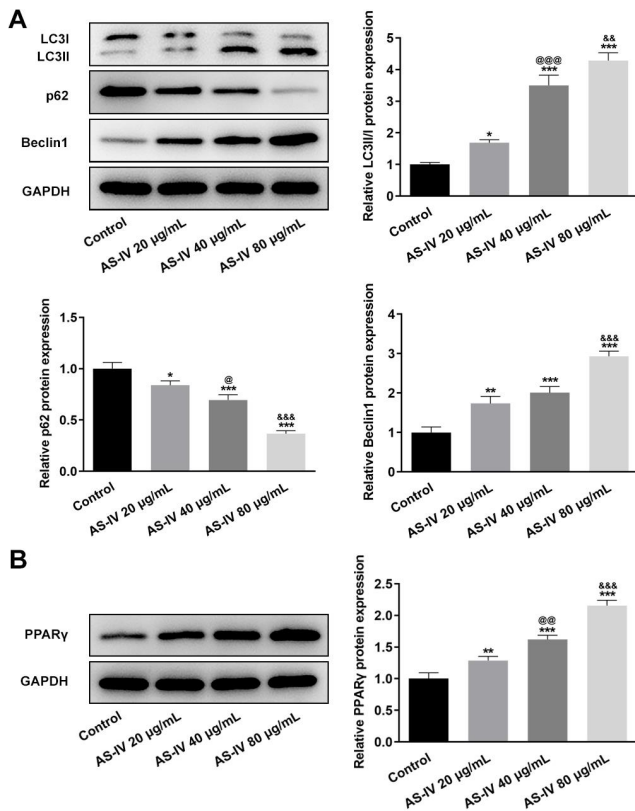 A
LC3I
LC3II
p62
Beclin1
GAPDH
Control
AS-IV 20 μg/mL
AS-IV 40 μg/mL
AS-IV 80 μg/mL
Relative LC3II/I protein expression
5
4
3
2
1
0
*
@@@
***
&&
***
Control
AS-IV 20 μg/mL
AS-IV 40 μg/mL
AS-IV 80 μg/mL
Relative p62 protein expression
1.5
1.0
0.5
0.0
*
@
***
&&&
***
Control
AS-IV 20 μg/mL
AS-IV 40 μg/mL
AS-IV 80 μg/mL
Relative Beclin1 protein expression
4
3
2
1
0
**
***
&&&
***
Control
AS-IV 20 μg/mL
AS-IV 40 μg/mL
AS-IV 80 μg/mL
B
PPARγ
GAPDH
Control
AS-IV 20 μg/mL
AS-IV 40 μg/mL
AS-IV 80 μg/mL
Relative PPARγ protein expression
2.5
2.0
1.5
1.0
0.5
0.0
**
@@
***
&&&
***
Control
AS-IV 20 μg/mL
AS-IV 40 μg/mL
AS-IV 80 μg/mL